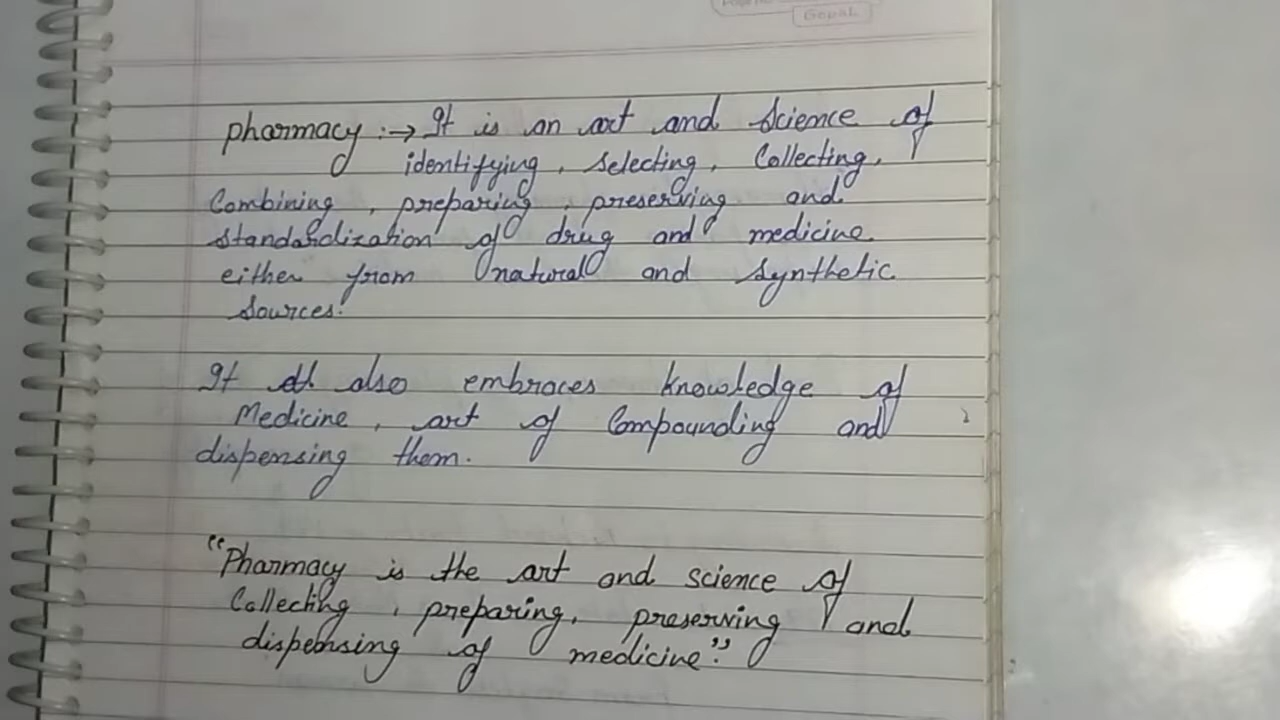 Gopal
pharmacy :→ It is an art and science of
identifying, selecting, Collecting,
Combining, preparing, preserving and
standardization of drug and medicine
either from natural and synthetic
sources.
It also embraces knowledge of
Medicine, art of Compounding and
dispensing them.
“Pharmacy is the art and science of
Collecting, preparing, preserving and
dispensing of medicine”.